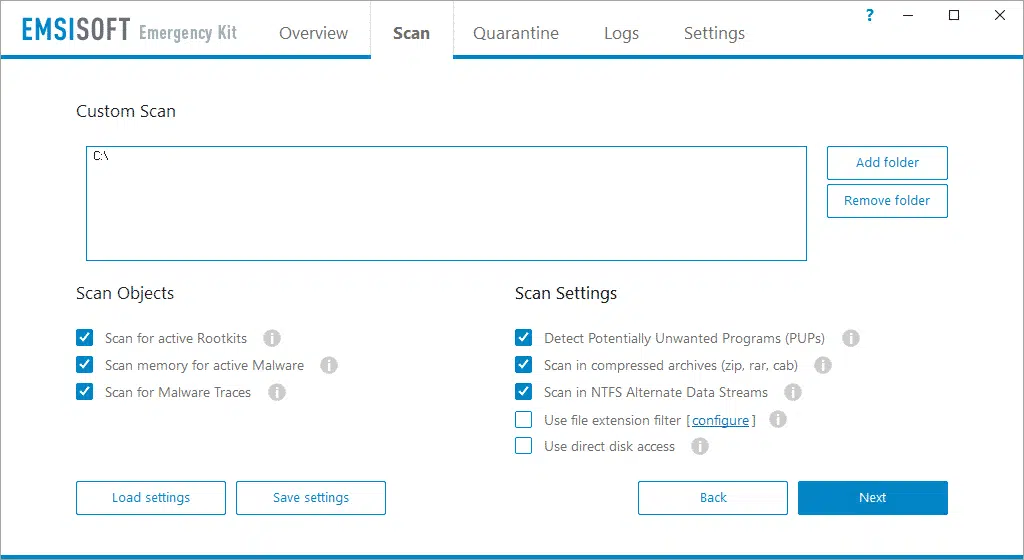 EMSISOFT Emergency Kit Overview Scan Quarantine Logs Settings ?
Custom Scan
C:\
Add folder
Remove folder
Scan Objects
Scan for active Rootkits
Scan memory for active Malware
Scan for Malware Traces
Scan Settings
Detect Potentially Unwanted Programs (PUPs)
Scan in compressed archives (zip, rar, cab)
Scan in NTFS Alternate Data Streams
Use file extension filter [configure]
Use direct disk access
Load settings Save settings Back Next